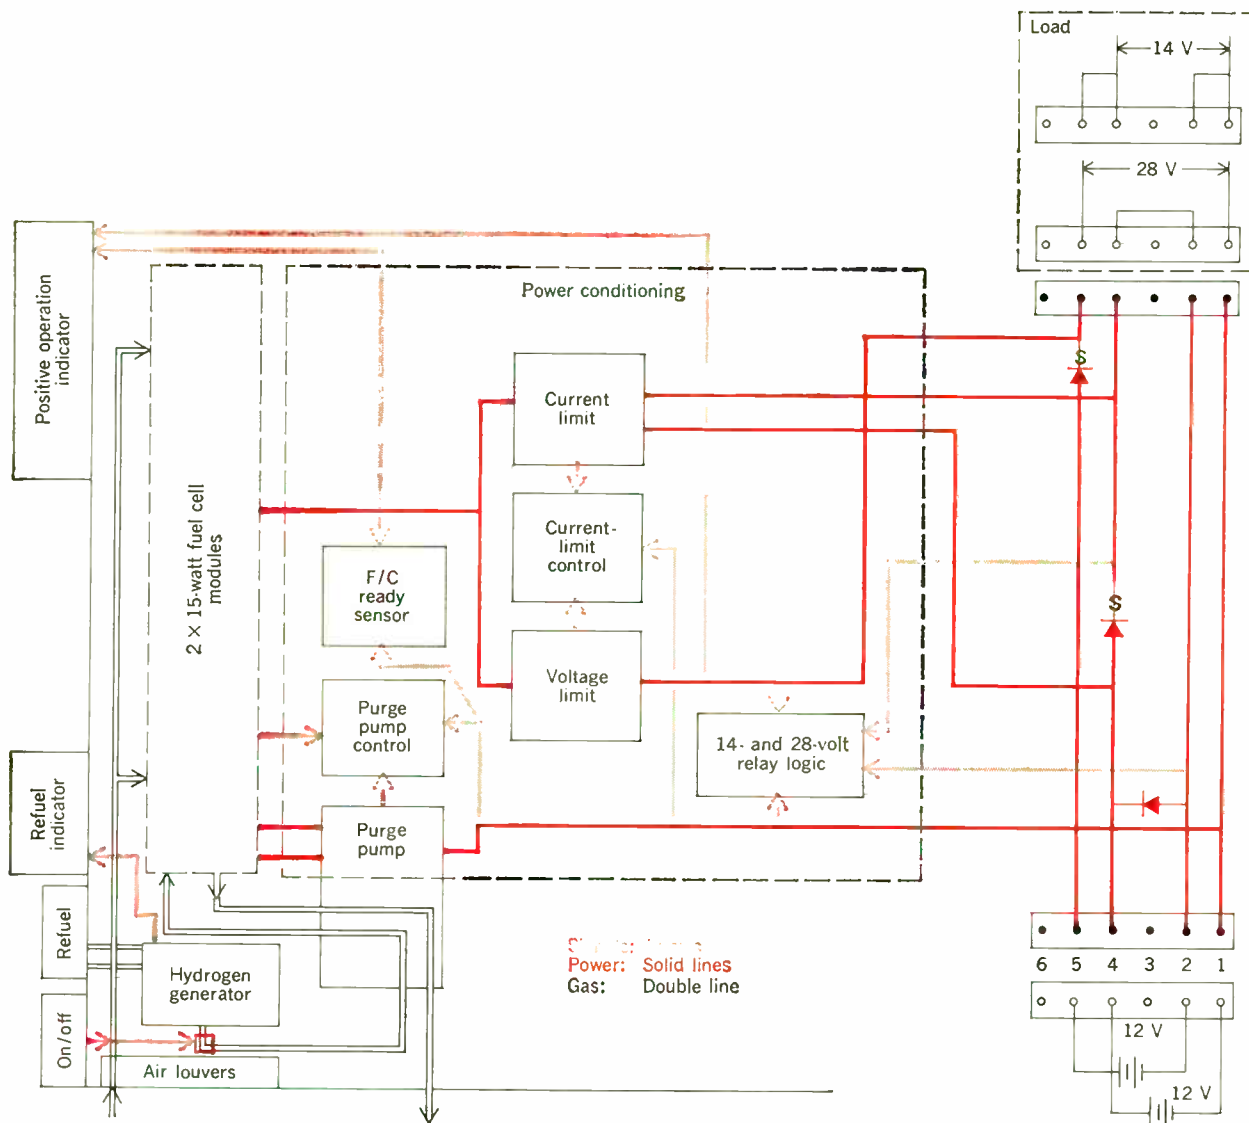 Load
14 V
28 V
Positive operation
indicator
Power conditioning
2 × 15-watt fuel cell
modules
Current
limit
Current-
limit
control
F/C
ready
sensor
S
S
Voltage
limit
Purge
pump
control
14- and 28-volt
relay logic
Refuel
indicator
Purge
pump
Refuel
Hydrogen
generator
On/off
Air louvers
Power: Solid lines
Gas: Double line
6 5 4 3 2 1
12 V
12 V